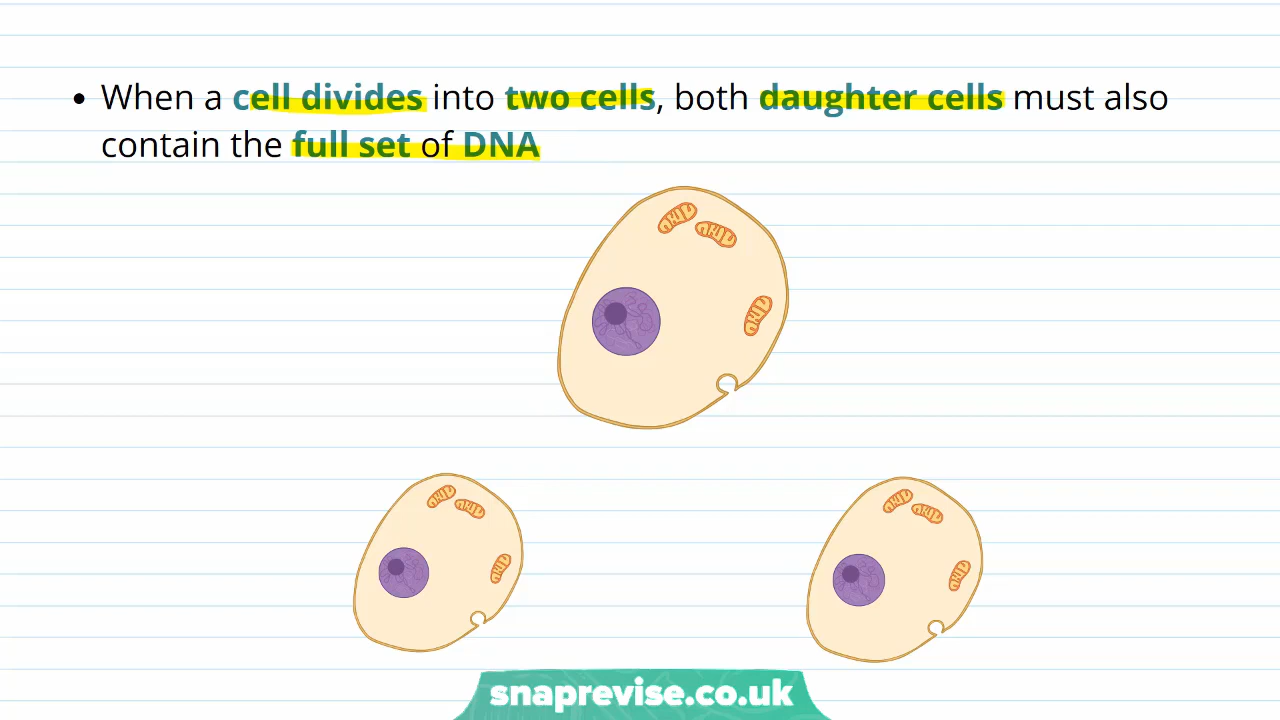 • When a cell divides into two cells, both daughter cells must also
contain the full set of DNA
snaprevise.co.uk